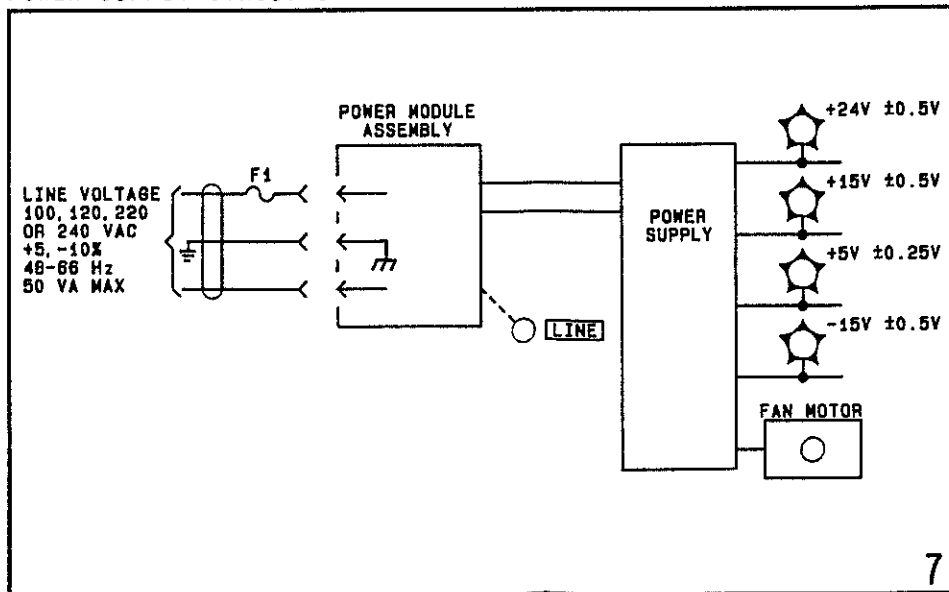 POWER MODULE
ASSEMBLY
F1
LINE VOLTAGE
100, 120, 220
OR 240 VAC
+5, -10%
48-66 Hz
50 VA MAX
LINE
POWER
SUPPLY
+24V ±0.5V
+15V ±0.5V
+5V ±0.25V
-15V ±0.5V
FAN MOTOR
7